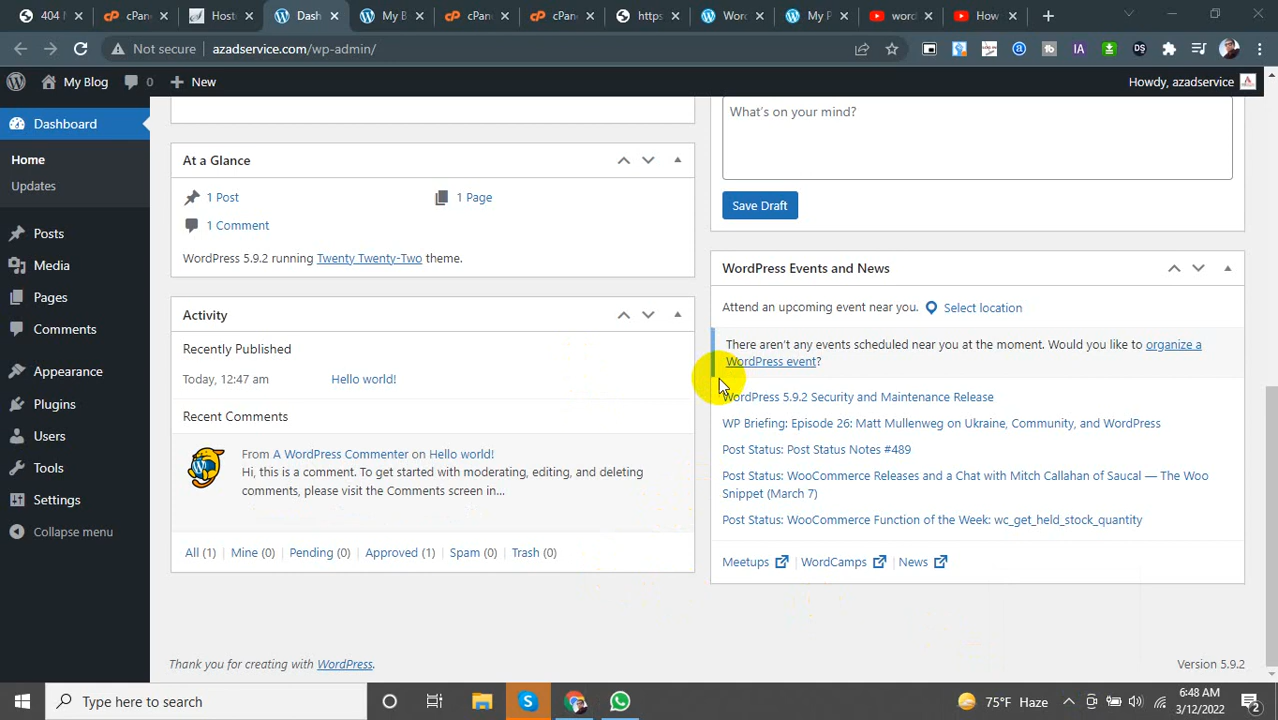 404
cPan
Hoste
Dash
My B
cPan
cPan
https
Word
My P
word
How
Not secure
azadservice.com/wp-admin/
IA
My Blog
0
New
Howdy, azadservice
Dashboard
Home
Updates
Posts
Media
Pages
Comments
Appearance
Plugins
Users
Tools
Settings
Collapse menu
At a Glance
1 Post
1 Page
1 Comment
WordPress 5.9.2 running Twenty Twenty-Two theme.
Activity
Recently Published
Today, 12:47 am
Hello world!
Recent Comments
From A WordPress Commenter on Hello world!
Hi, this is a comment. To get started with moderating, editing, and deleting
comments, please visit the Comments screen in...
All (1) | Mine (0) | Pending (0) | Approved (1) | Spam (0) | Trash (0)
What's on your mind?
Save Draft
WordPress Events and News
Attend an upcoming event near you.
Select location
There aren't any events scheduled near you at the moment. Would you like to organize a
WordPress event?
WordPress 5.9.2 Security and Maintenance Release
WP Briefing: Episode 26: Matt Mullenweg on Ukraine, Community, and WordPress
Post Status: Post Status Notes #489
Post Status: WooCommerce Releases and a Chat with Mitch Callahan of Saucal — The Woo
Snippet (March 7)
Post Status: WooCommerce Function of the Week: wc_get_held_stock_quantity
Meetups | WordCamps | News
Thank you for creating with WordPress.
Version 5.9.2
Type here to search
75°F Haze
6:48 AM
3/12/2022
2